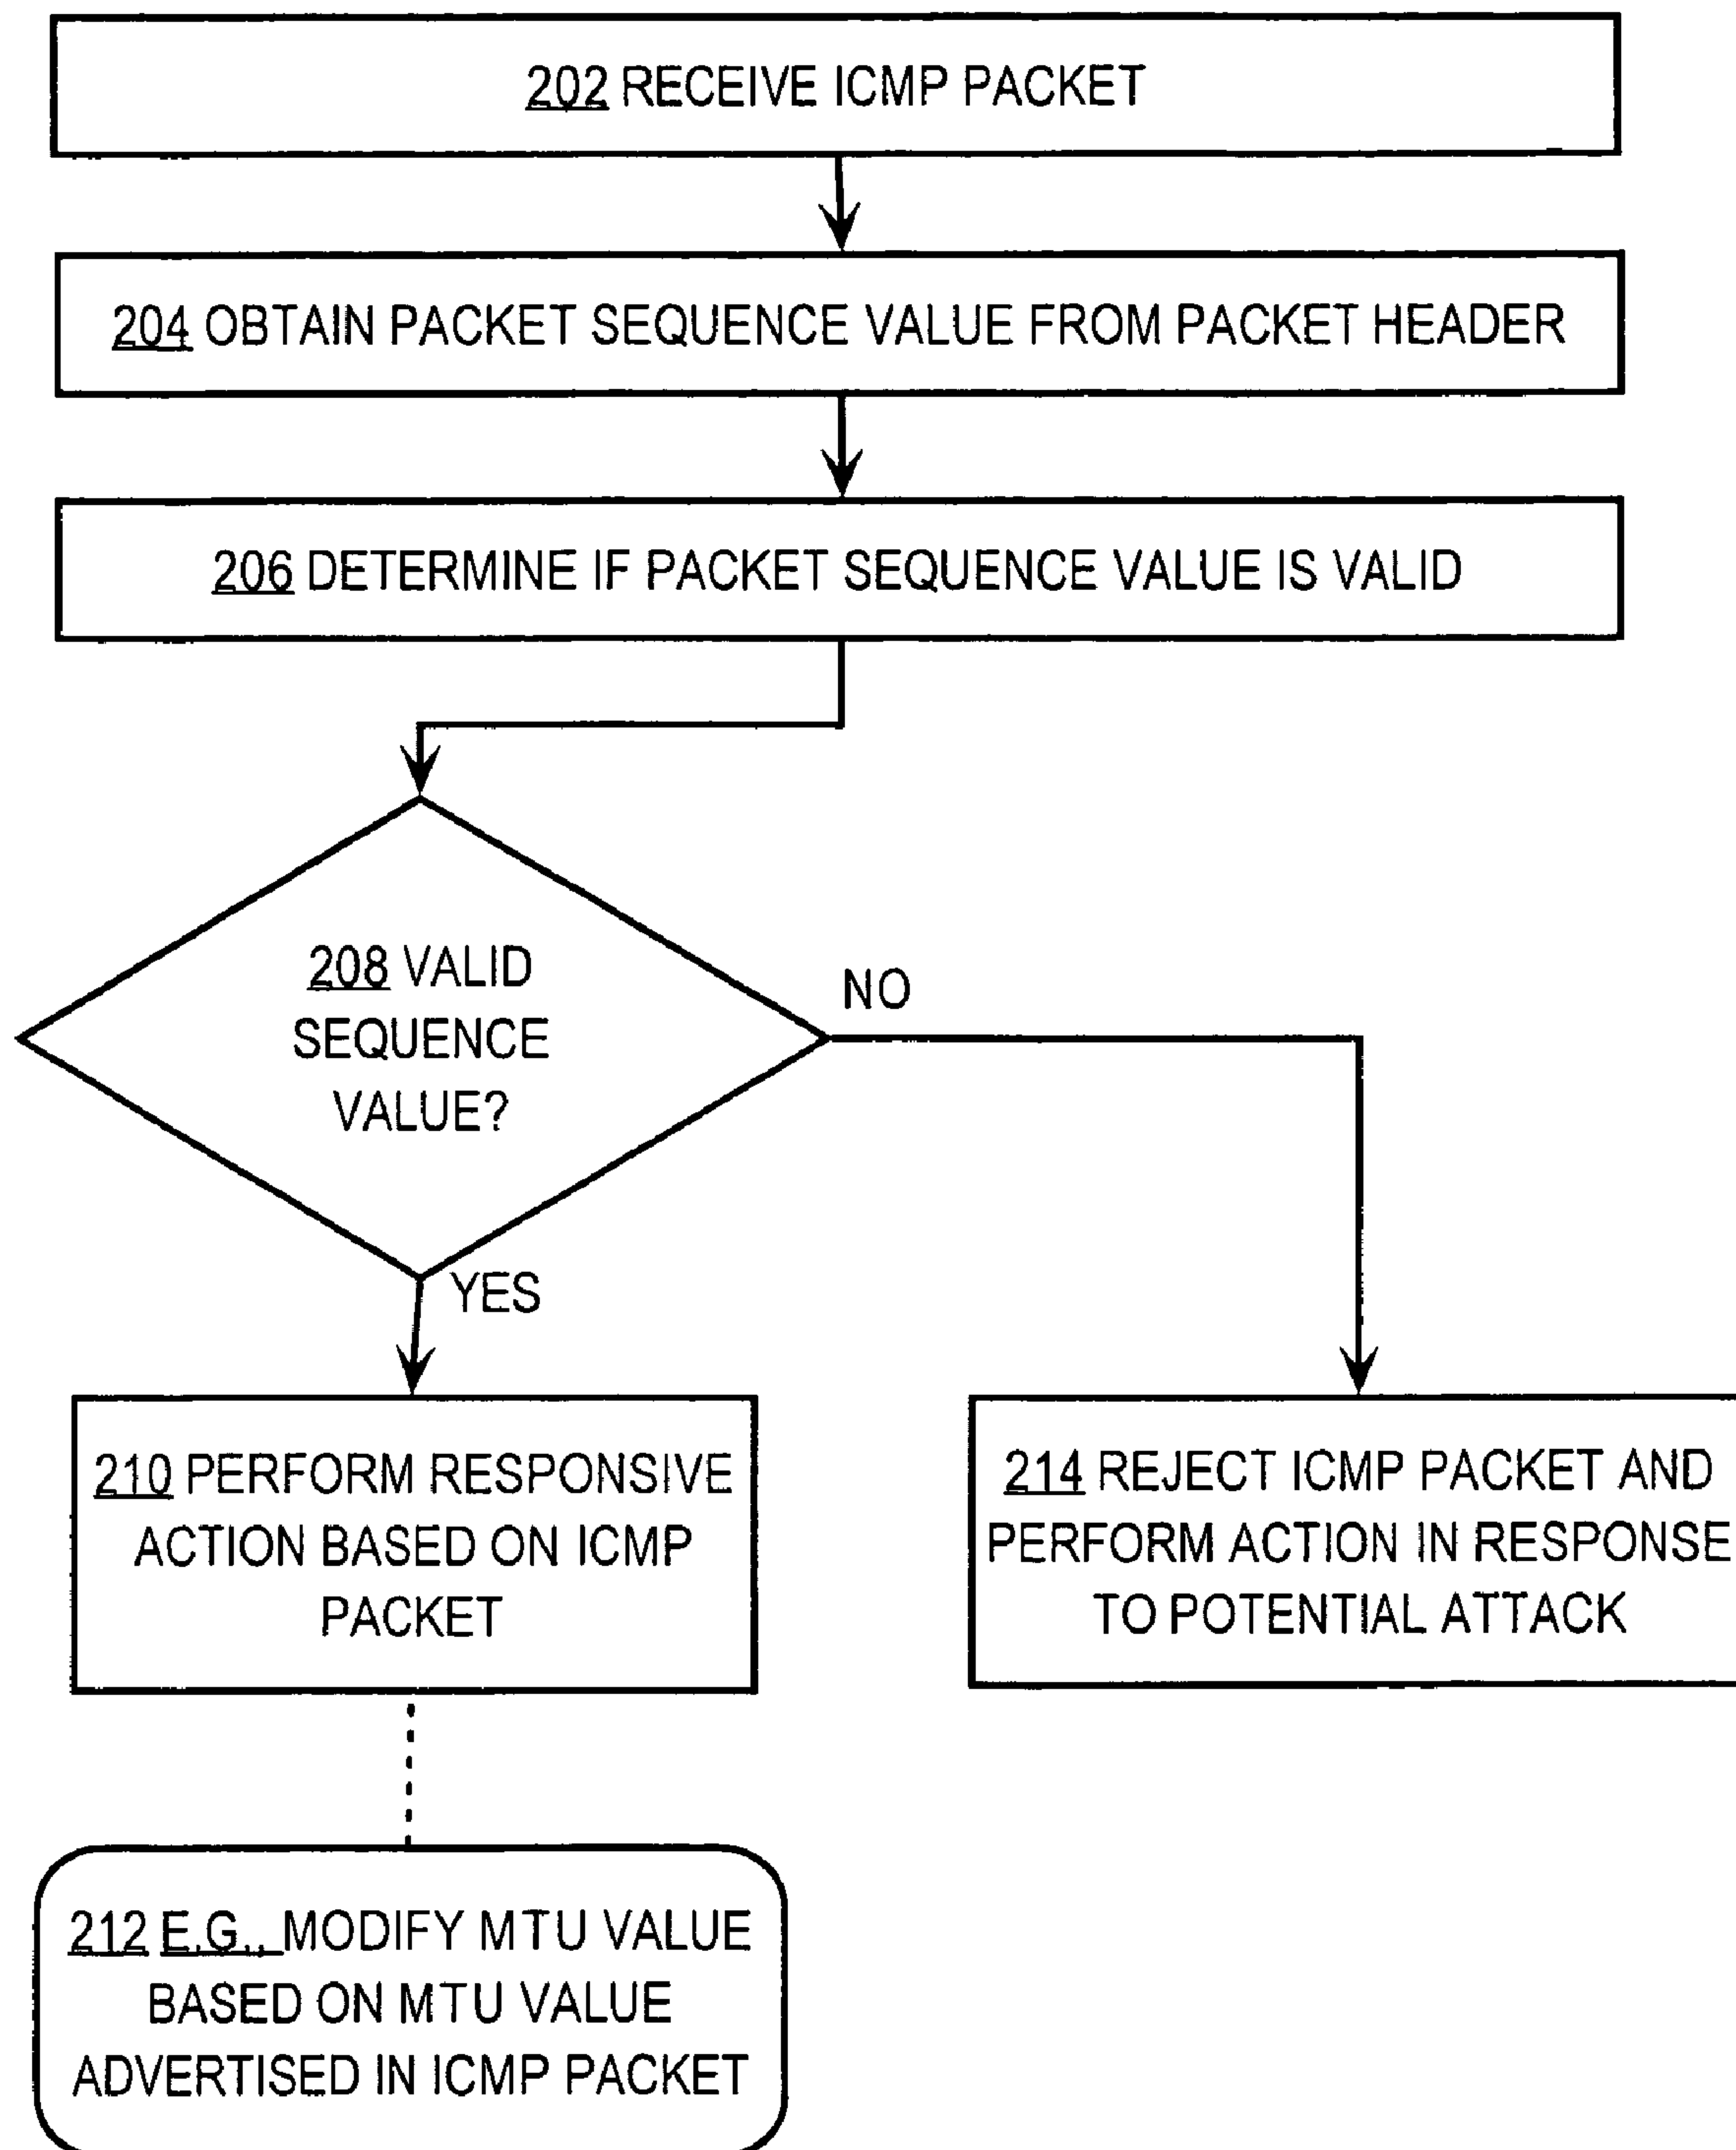 202 RECEIVE ICMP PACKET
204 OBTAIN PACKET SEQUENCE VALUE FROM PACKET HEADER
206 DETERMINE IF PACKET SEQUENCE VALUE IS VALID
208 VALID
SEQUENCE
VALUE?
NO
YES
210 PERFORM RESPONSIVE
ACTION BASED ON ICMP
PACKET
214 REJECT ICMP PACKET AND
PERFORM ACTION IN RESPONSE
TO POTENTIAL ATTACK
212 E.G., MODIFY MTU VALUE
BASED ON MTU VALUE
ADVERTISED IN ICMP PACKET